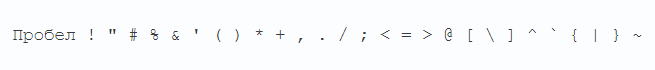 Пробел ! " # % & ' ( ) * + , . / ; < = > @ [ \ ] ^ ` { | } ~